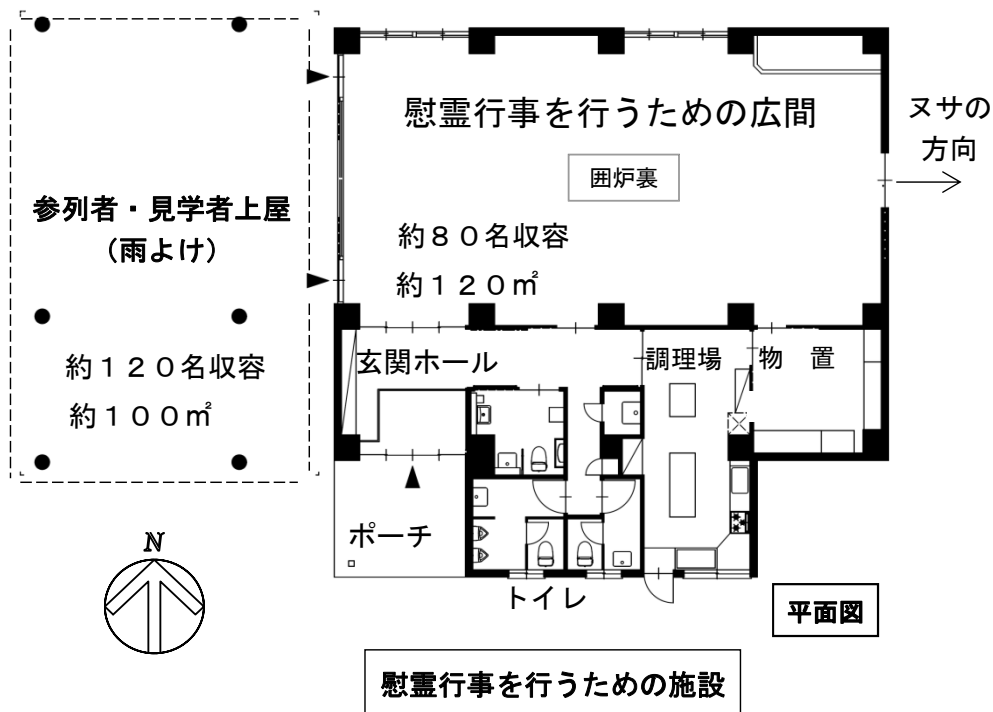 慰霊行事を行うための広間
ヌサの
方向
囲炉裏
参列者・見学者上屋
（雨よけ）
約８０名収容
約１２０㎡
約１２０名収容
約１００㎡
玄関ホール
調理場
物　置
ポーチ
N
トイレ
平面図
慰霊行事を行うための施設